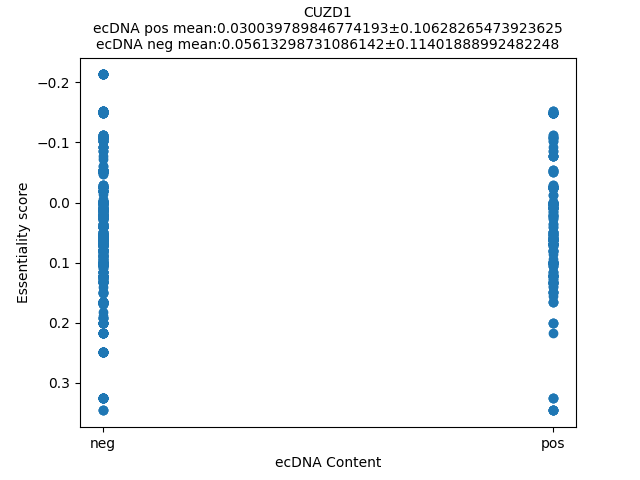 CUZD1
ecDNA pos mean:0.030039789846774193±0.10628265473923625
ecDNA neg mean:0.05613298731086142±0.11401888992482248
Essentiality score
−0.2
−0.1
0.0
0.1
0.2
0.3
neg
pos
ecDNA Content